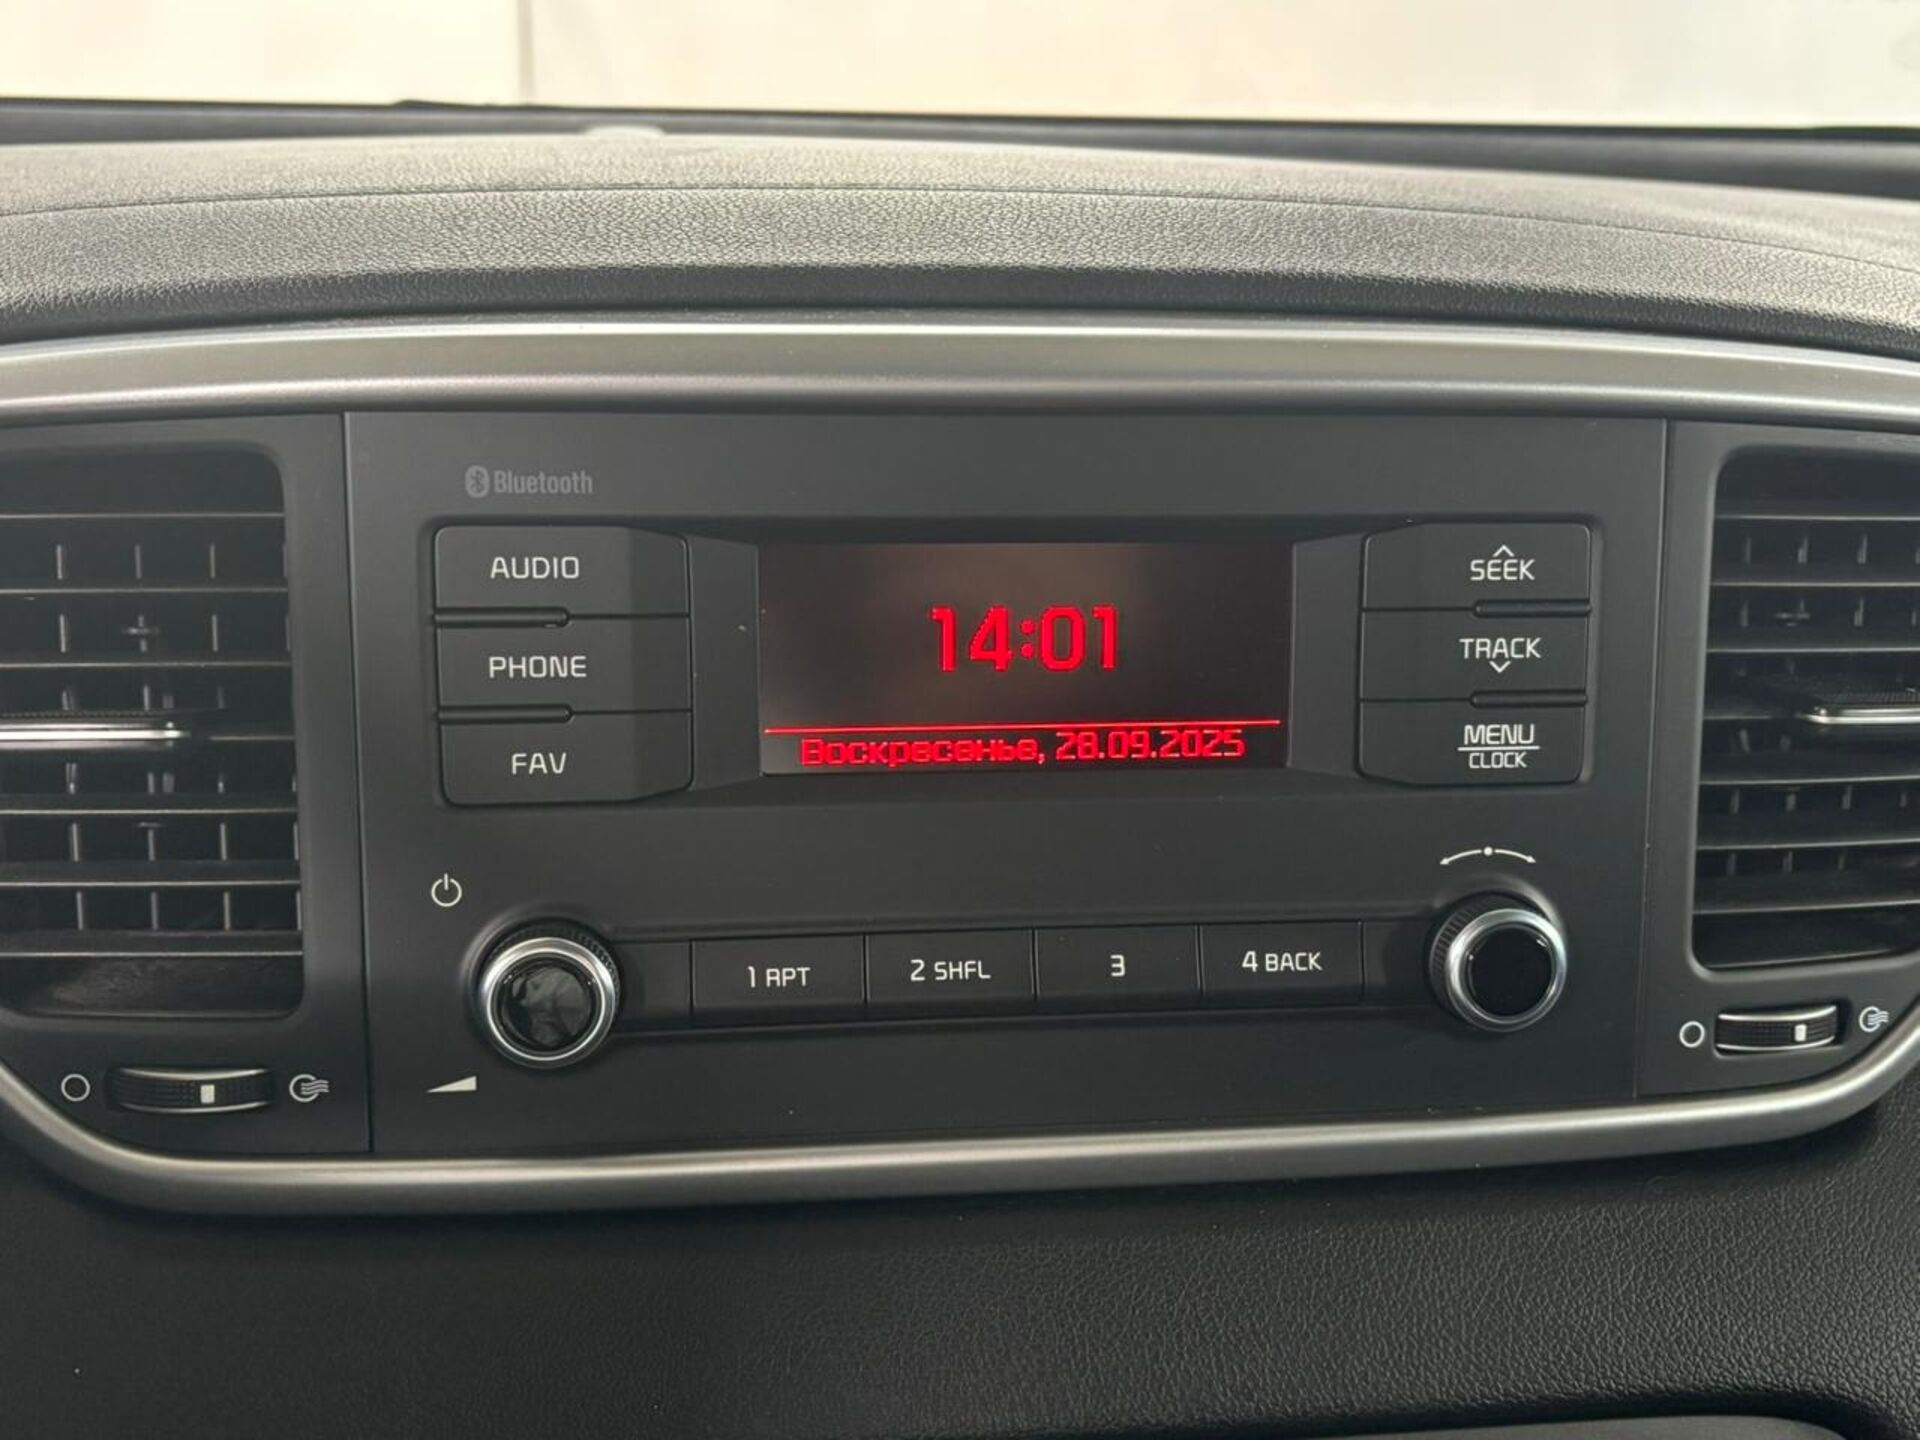 Bluetooth
AUDIO
PHONE
FAV
14:01
Воскресенье, 28.09.2025
SEEK
TRACK
MENU
CLOCK
1 RPT
2 SHFL
3
4 BACK